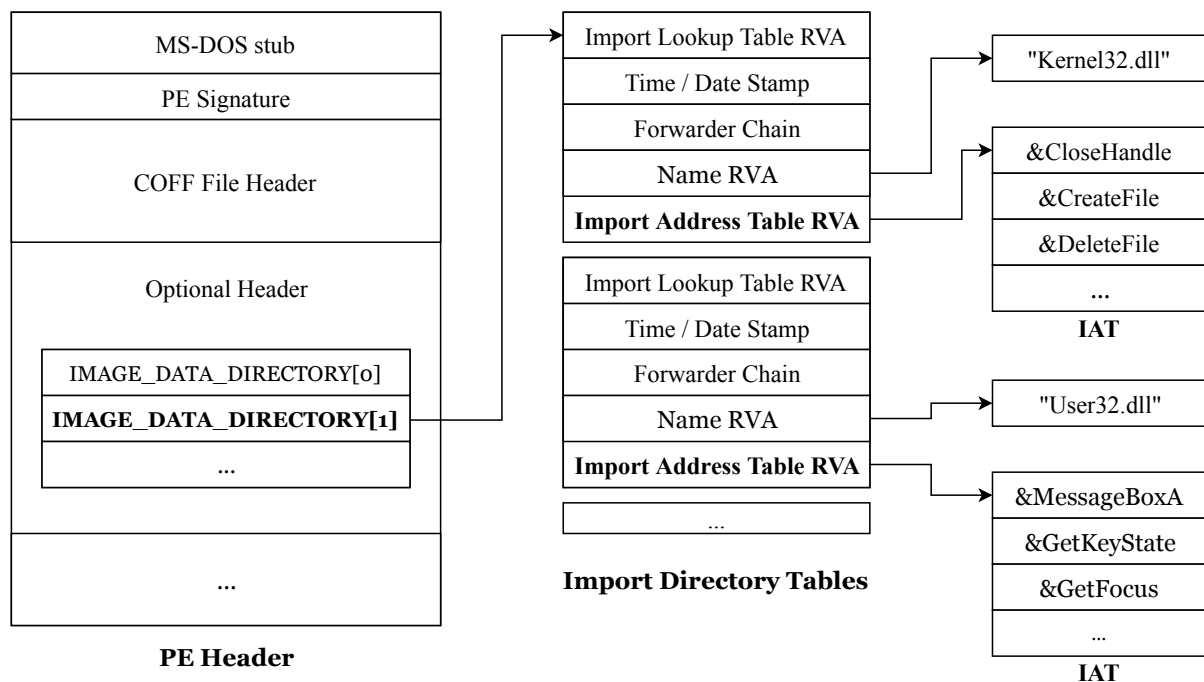 MS-DOS stub
PE Signature
COFF File Header
Optional Header
IMAGE_DATA_DIRECTORY[0]
IMAGE_DATA_DIRECTORY[1]
...
...
PE Header
Import Lookup Table RVA
Time / Date Stamp
Forwarder Chain
Name RVA
Import Address Table RVA
Import Lookup Table RVA
Time / Date Stamp
Forwarder Chain
Name RVA
Import Address Table RVA
...
Import Directory Tables
"Kernel32.dll"
&CloseHandle
&CreateFile
&DeleteFile
...
IAT
"User32.dll"
&MessageBoxA
&GetKeyState
&GetFocus
...
IAT